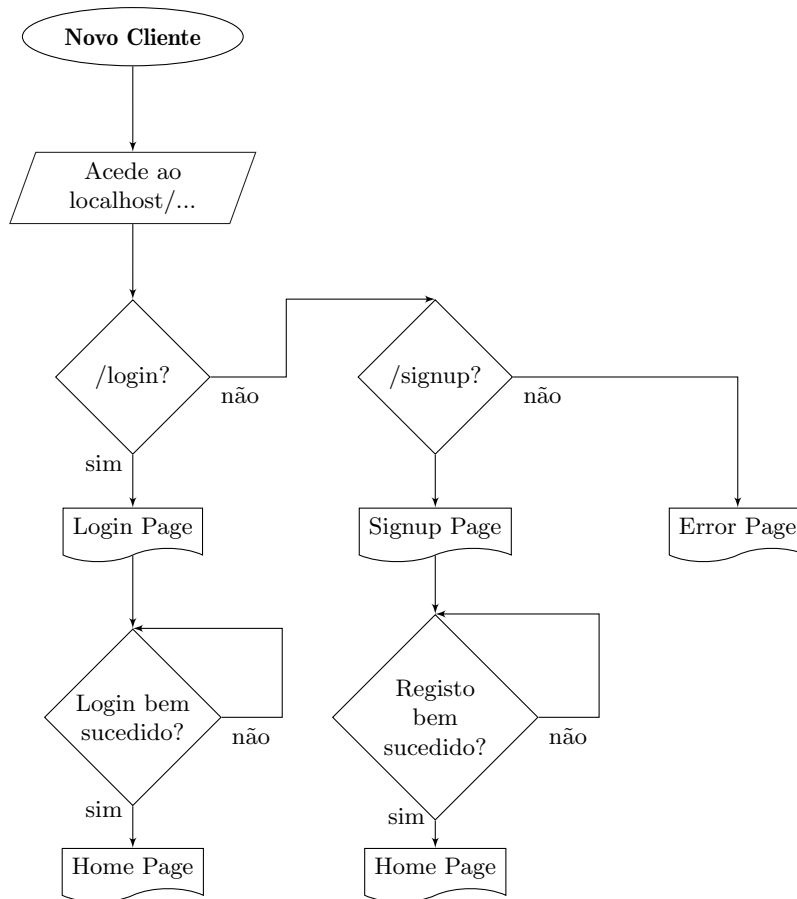 Novo Cliente
Acede ao
localhost/...
/login?
não
/signup?
não
sim
Login Page
Signup Page
Error Page
Login bem
sucedido?
não
Registo
bem
sucedido?
não
sim
sim
Home Page
Home Page